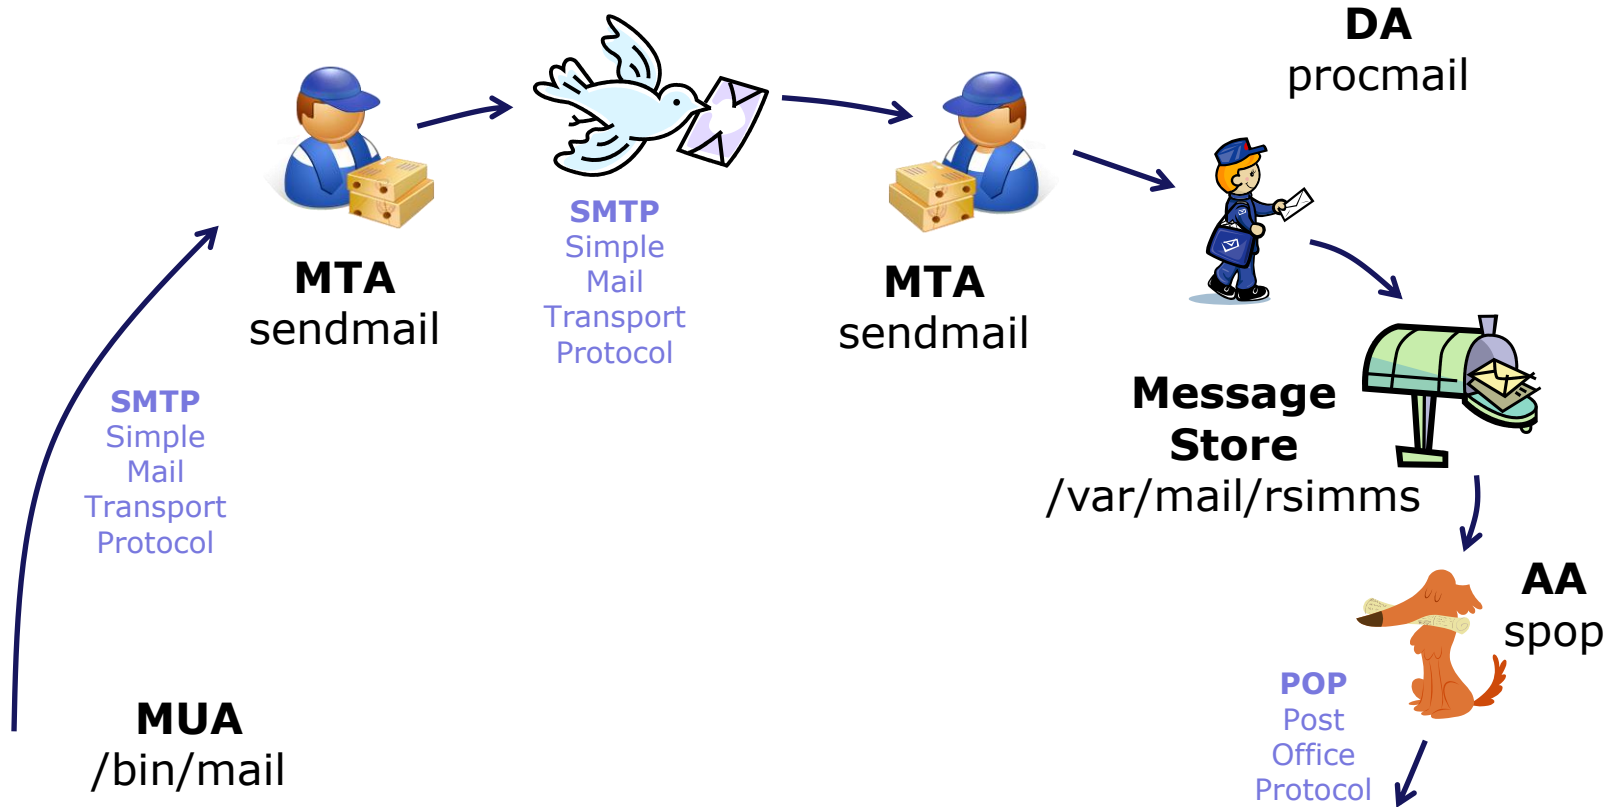 DA
procmail
SMTP
Simple
Mail
Transport
Protocol
MTA
sendmail
MTA
sendmail
SMTP
Simple
Mail
Transport
Protocol
Message
Store
/var/mail/rsimms
AA
spop
POP
Post
Office
Protocol
MUA
/bin/mail